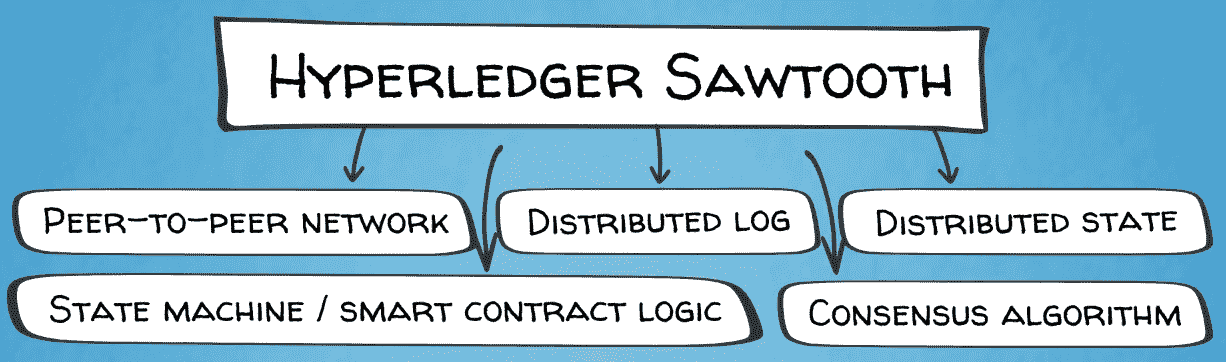 Hyperledger Sawtooth
Peer-to-peer network
Distributed log
Distributed state
State machine / smart contract logic
Consensus algorithm